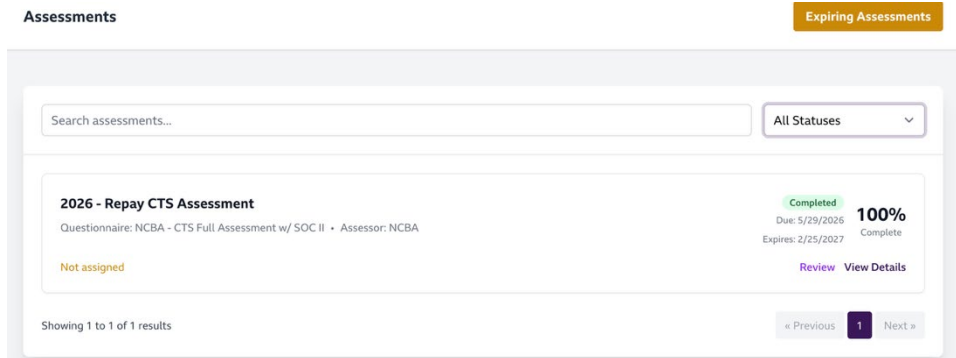 Assessments
Expiring Assessments
Search assessments...
All Statuses
2026 - Repay CTS Assessment
Questionnaire: NCBA - CTS Full Assessment w/ SOC II • Assessor: NCBA
Completed
Due: 5/29/2026
Expires: 2/25/2027
100%
Complete
Not assigned
Review View Details
Showing 1 to 1 of 1 results
« Previous 1 Next »